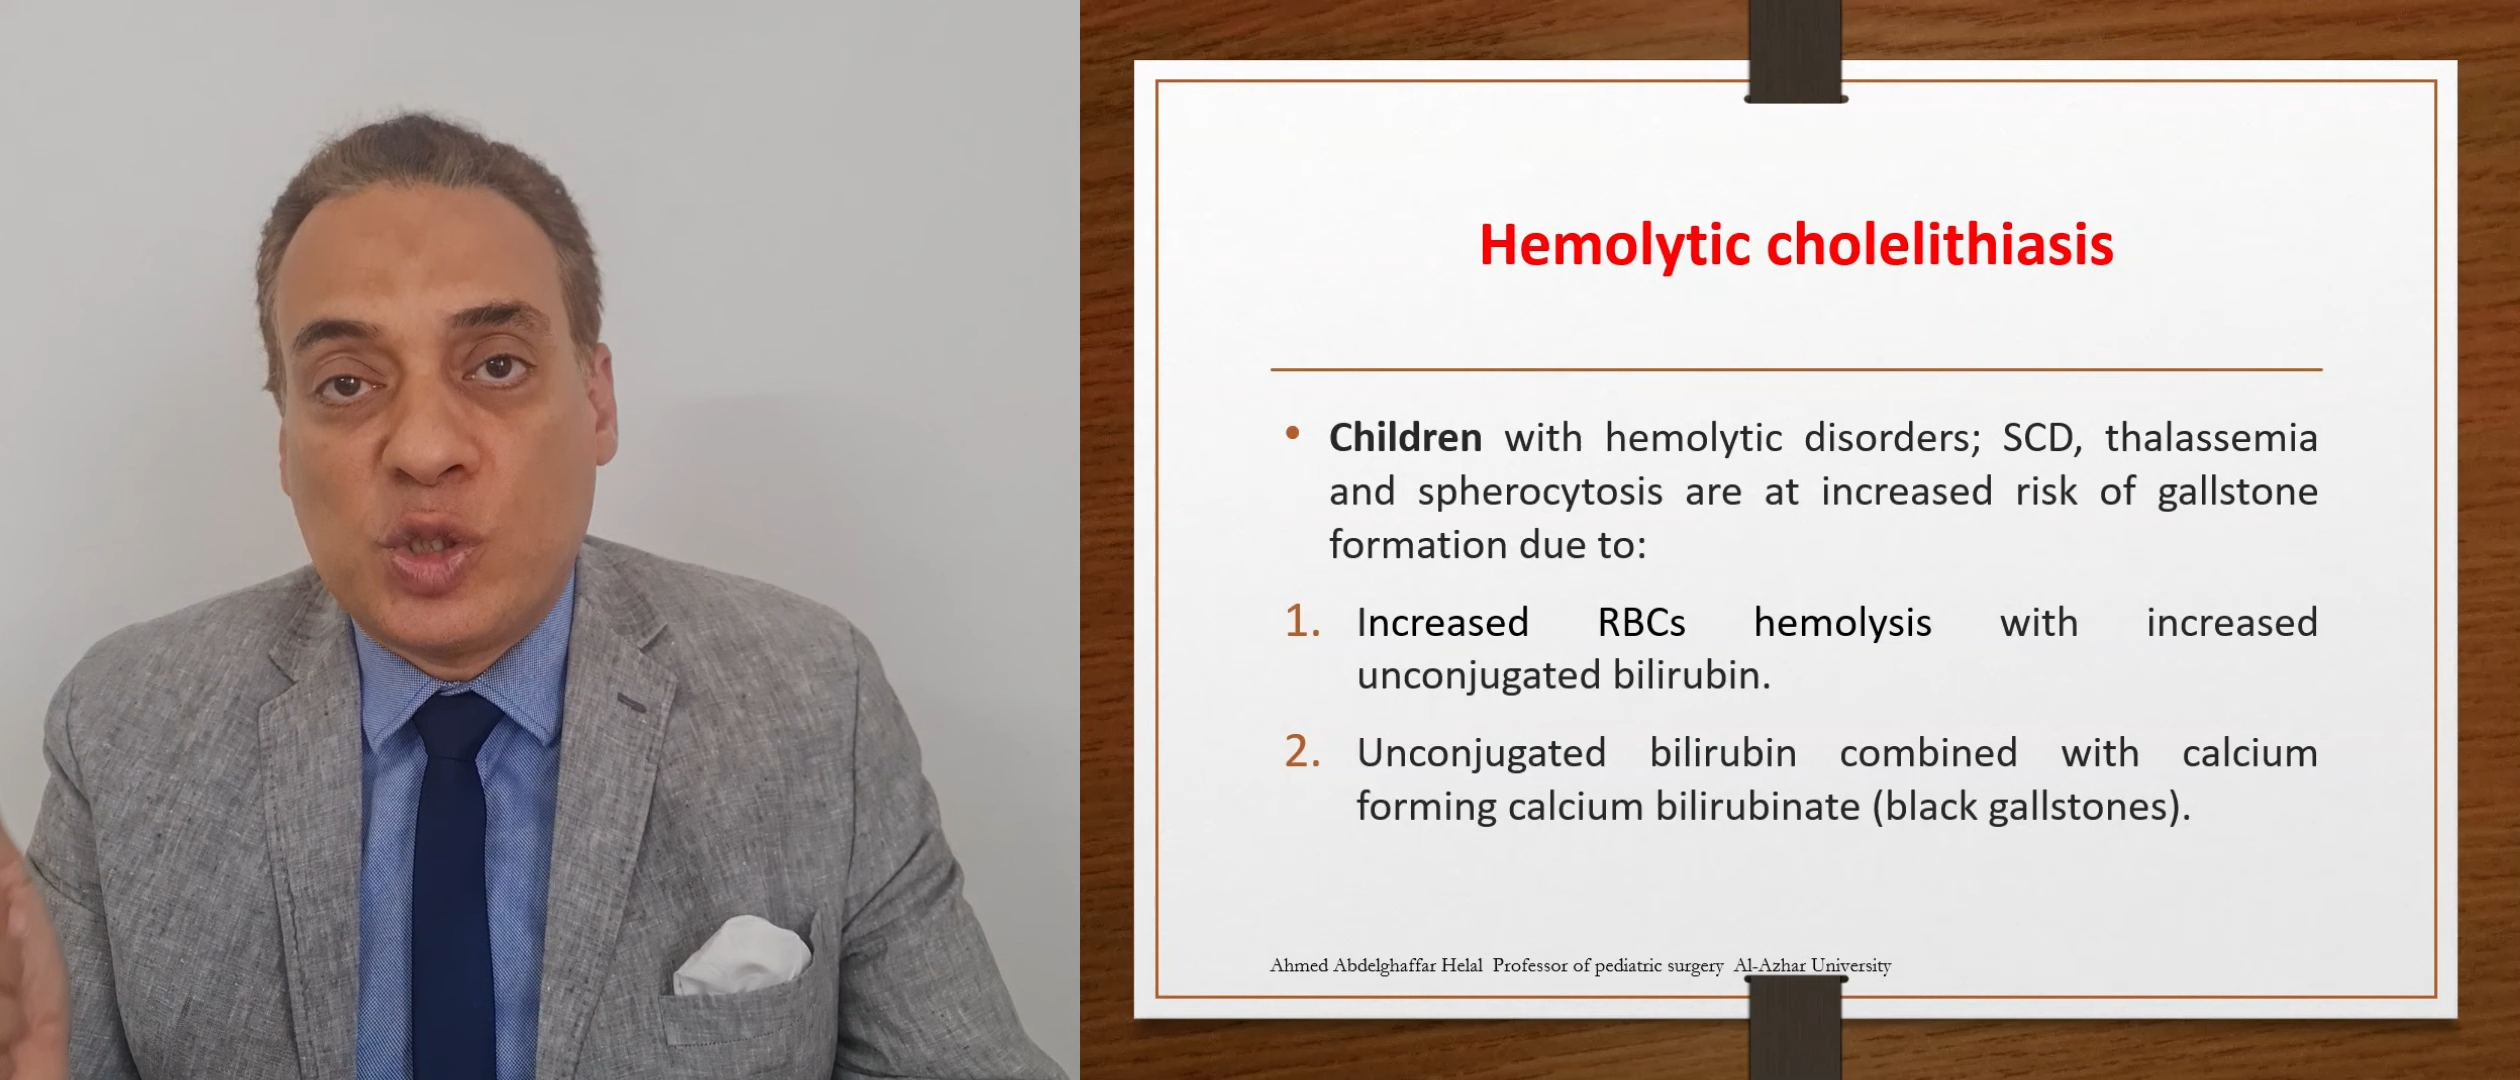 Hemolytic cholelithiasis
• Children with hemolytic disorders; SCD, thalassemia
and spherocytosis are at increased risk of gallstone
formation due to:
1. Increased RBCs hemolysis with increased
unconjugated bilirubin.
2. Unconjugated bilirubin combined with calcium
forming calcium bilirubinate (black gallstones).
Ahmed Abdelghaffar Helal Professor of pediatric surgery Al-Azhar University